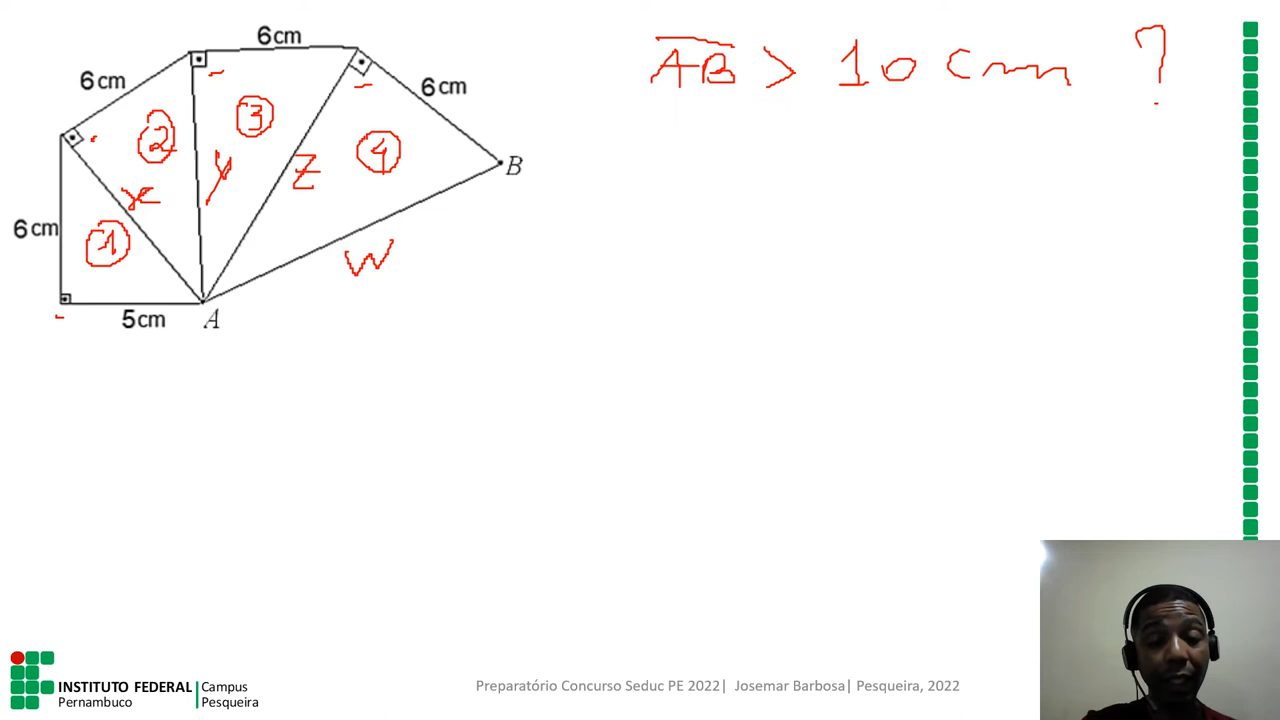 6cm
6cm
6cm
6cm
5cm
A
B
1
2
3
4
x
y
z
w
AB > 10 cm ?
INSTITUTO FEDERAL
Pernambuco
Campus
Pesqueira
Preparatório Concurso Seduc PE 2022| Josemar Barbosa| Pesqueira, 2022